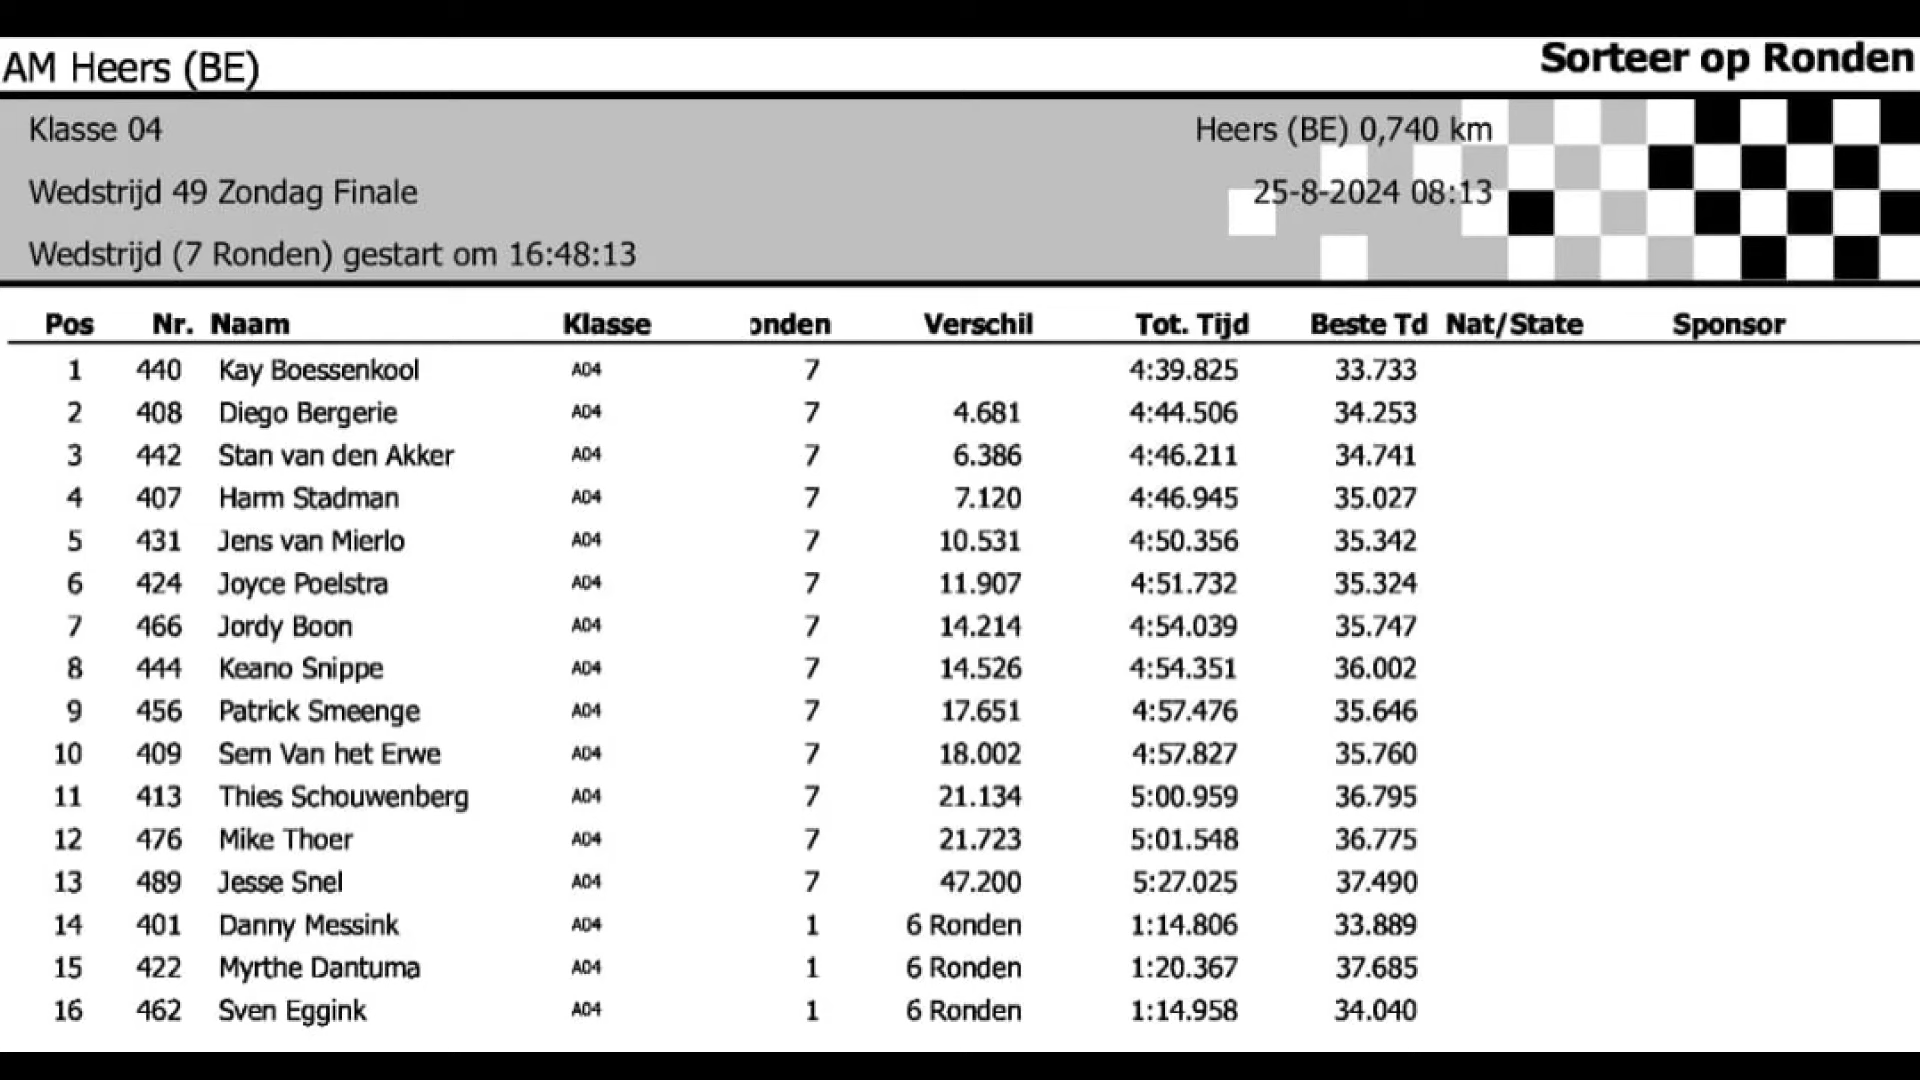 AM Heers (BE) Sorteer op Ronden
Klasse 04 Heers (BE) 0,740 km
Wedstrijd 49 Zondag Finale 25-8-2024 08:13
Wedstrijd (7 Ronden) gestart om 16:48:13
Pos Nr. Naam Klasse onden Verschil Tot. Tijd Beste Td Nat/State Sponsor
1 440 Kay Boessenkool A04 7 4:39.825 33.733
2 408 Diego Bergerie A04 7 4.681 4:44.506 34.253
3 442 Stan van den Akker A04 7 6.386 4:46.211 34.741
4 407 Harm Stadman A04 7 7.120 4:46.945 35.027
5 431 Jens van Mierlo A04 7 10.531 4:50.356 35.342
6 424 Joyce Poelstra A04 7 11.907 4:51.732 35.324
7 466 Jordy Boon A04 7 14.214 4:54.039 35.747
8 444 Keano Snippe A04 7 14.526 4:54.351 36.002
9 456 Patrick Smeenge A04 7 17.651 4:57.476 35.646
10 409 Sem Van het Erwe A04 7 18.002 4:57.827 35.760
11 413 Thies Schouwenberg A04 7 21.134 5:00.959 36.795
12 476 Mike Thoer A04 7 21.723 5:01.548 36.775
13 489 Jesse Snel A04 7 47.200 5:27.025 37.490
14 401 Danny Messink A04 1 6 Ronden 1:14.806 33.889
15 422 Myrthe Dantuma A04 1 6 Ronden 1:20.367 37.685
16 462 Sven Eggink A04 1 6 Ronden 1:14.958 34.040